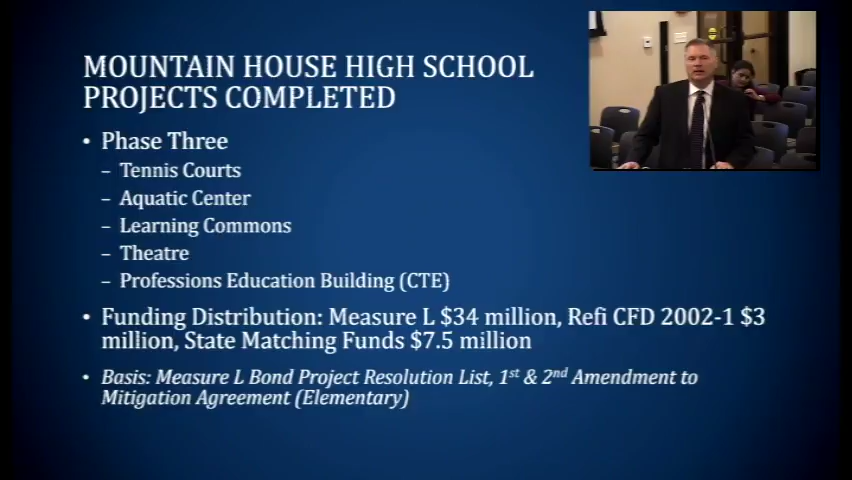 MOUNTAIN HOUSE HIGH SCHOOL
PROJECTS COMPLETED
• Phase Three
– Tennis Courts
– Aquatic Center
– Learning Commons
– Theatre
– Professions Education Building (CTE)
• Funding Distribution: Measure L $34 million, Refi CFD 2002-1 $3
million, State Matching Funds $7.5 million
• Basis: Measure L Bond Project Resolution List, 1st & 2nd Amendment to
Mitigation Agreement (Elementary)